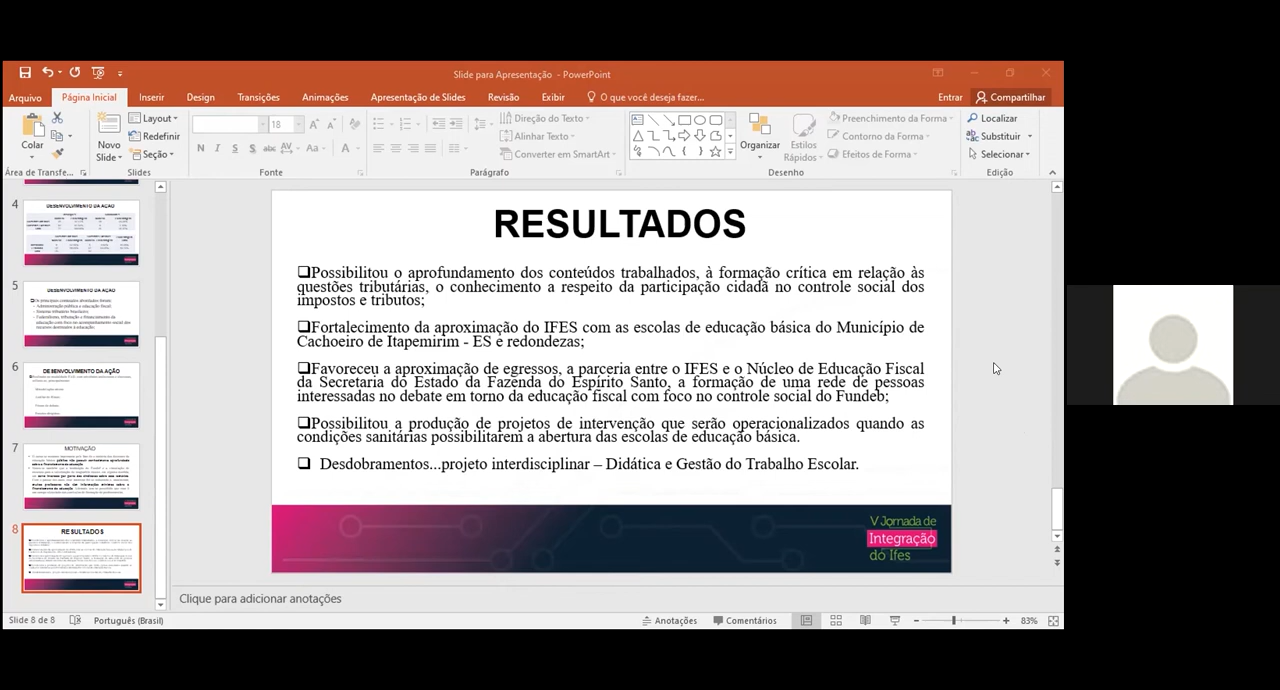 Slide para Apresentação - PowerPoint
Arquivo Página Inicial Inserir Design Transições Animações Apresentação de Slides Revisão Exibir O que você deseja fazer... Entrar Compartilhar
Colar
Área de Transfe...
Novo
Slide
Layout
Redefinir
Seção
Slides
18
N I S S abc AV Aa A
Fonte
Direção do Texto
Alinhar Texto
Converter em SmartArt
Parágrafo
Organizar
Estilos
Rápidos
Preenchimento da Forma
Contorno da Forma
Efeitos de Forma
Desenho
Localizar
Substituir
Selecionar
Edição
4
DESENVOLVIMENTO DA AÇÃO
5
DESENVOLVIMENTO DA AÇÃO
6
DESENVOLVIMENTO DA AÇÃO
7
MOTIVAÇÃO
8
RESULTADOS
RESULTADOS
Possibilitou o aprofundamento dos conteúdos trabalhados, à formação crítica em relação às
questões tributárias, o conhecimento a respeito da participação cidadã no controle social dos
impostos e tributos;
Fortalecimento da aproximação do IFES com as escolas de educação básica do Município de
Cachoeiro de Itapemirim - ES e redondezas;
Favoreceu a aproximação de egressos, a parceria entre o IFES e o Núcleo de Educação Fiscal
da Secretaria do Estado da Fazenda do Espírito Santo, a formação de uma rede de pessoas
interessadas no debate em torno da educação fiscal com foco no controle social do Fundeb;
Possibilitou a produção de projetos de intervenção que serão operacionalizados quando as
condições sanitárias possibilitarem a abertura das escolas de educação básica.
Desdobramentos...projeto interdisciplinar – Didática e Gestão do Trabalho Escolar.
V Jornada de
Integração
do Ifes
Clique para adicionar anotações
Slide 8 de 8 Português (Brasil) Anotações Comentários 83%